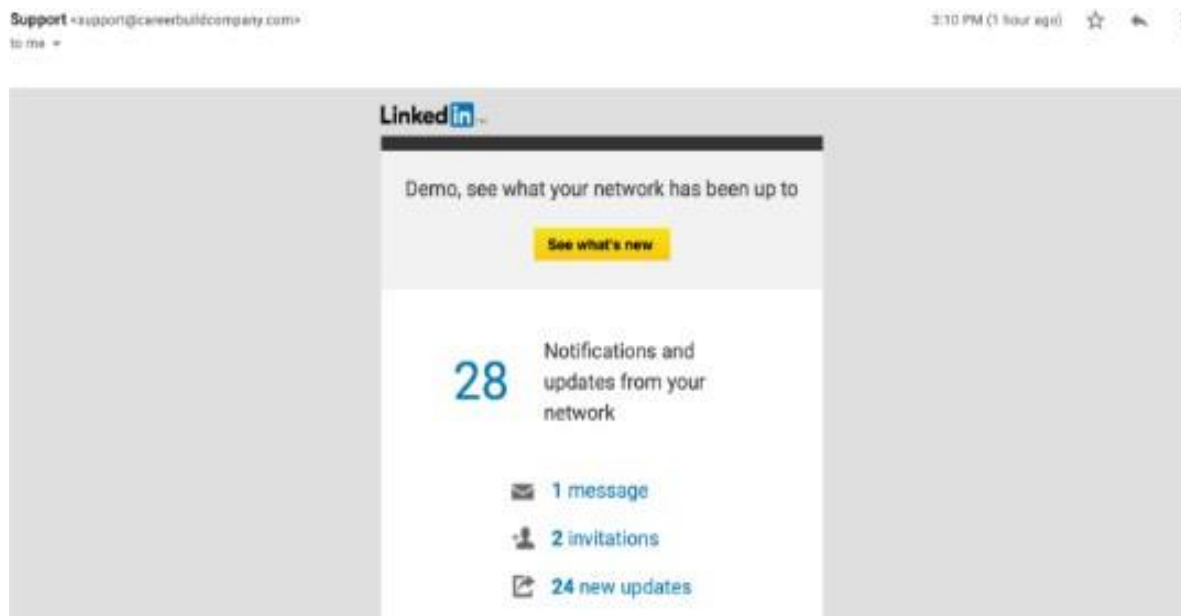 Support <support@careerbuildcompany.com>
3:10 PM (1 hour ago)
to me
Linked in
Demo, see what your network has been up to
See what's new
28
Notifications and
updates from your
network
1 message
2 invitations
24 new updates